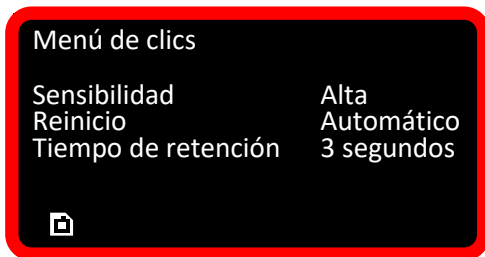 Menú de clics
Sensibilidad Alta
Reinicio Automático
Tiempo de retención 3 segundos